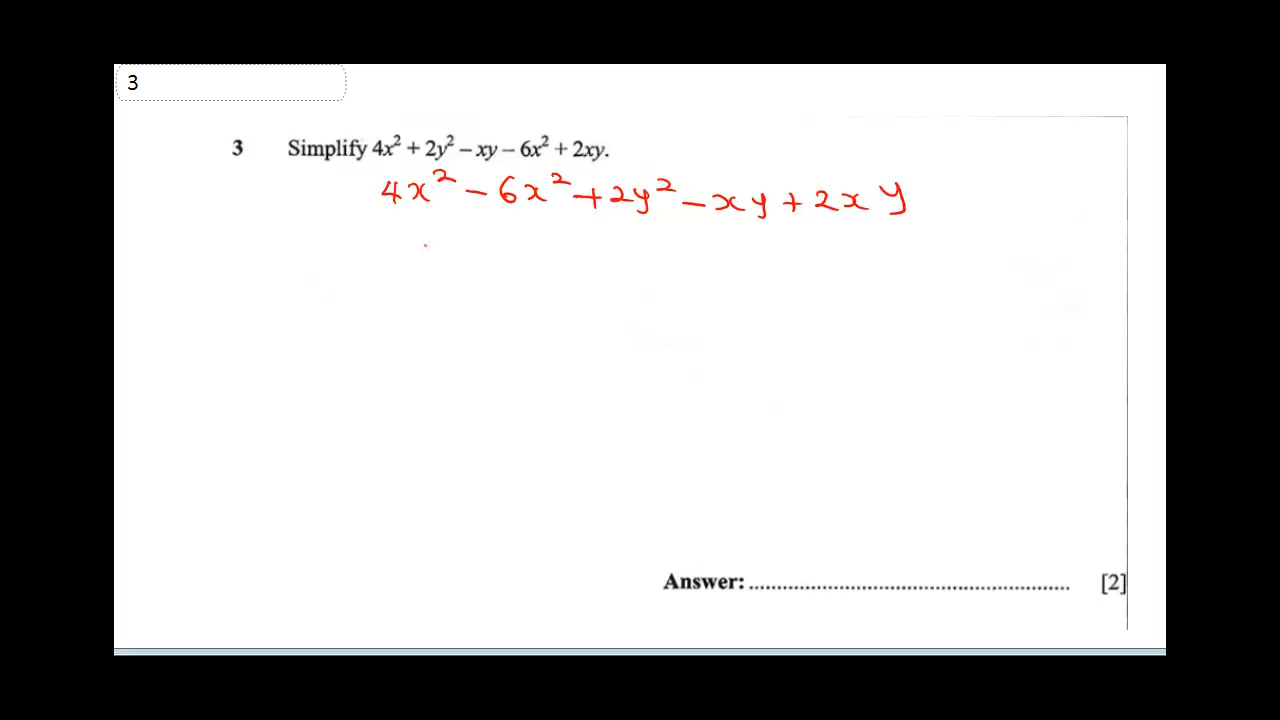 3
3 Simplify 4x² + 2y² – xy – 6x² + 2xy.
4x² - 6x² + 2y² - xy + 2xy
Answer: ...................................................... [2]